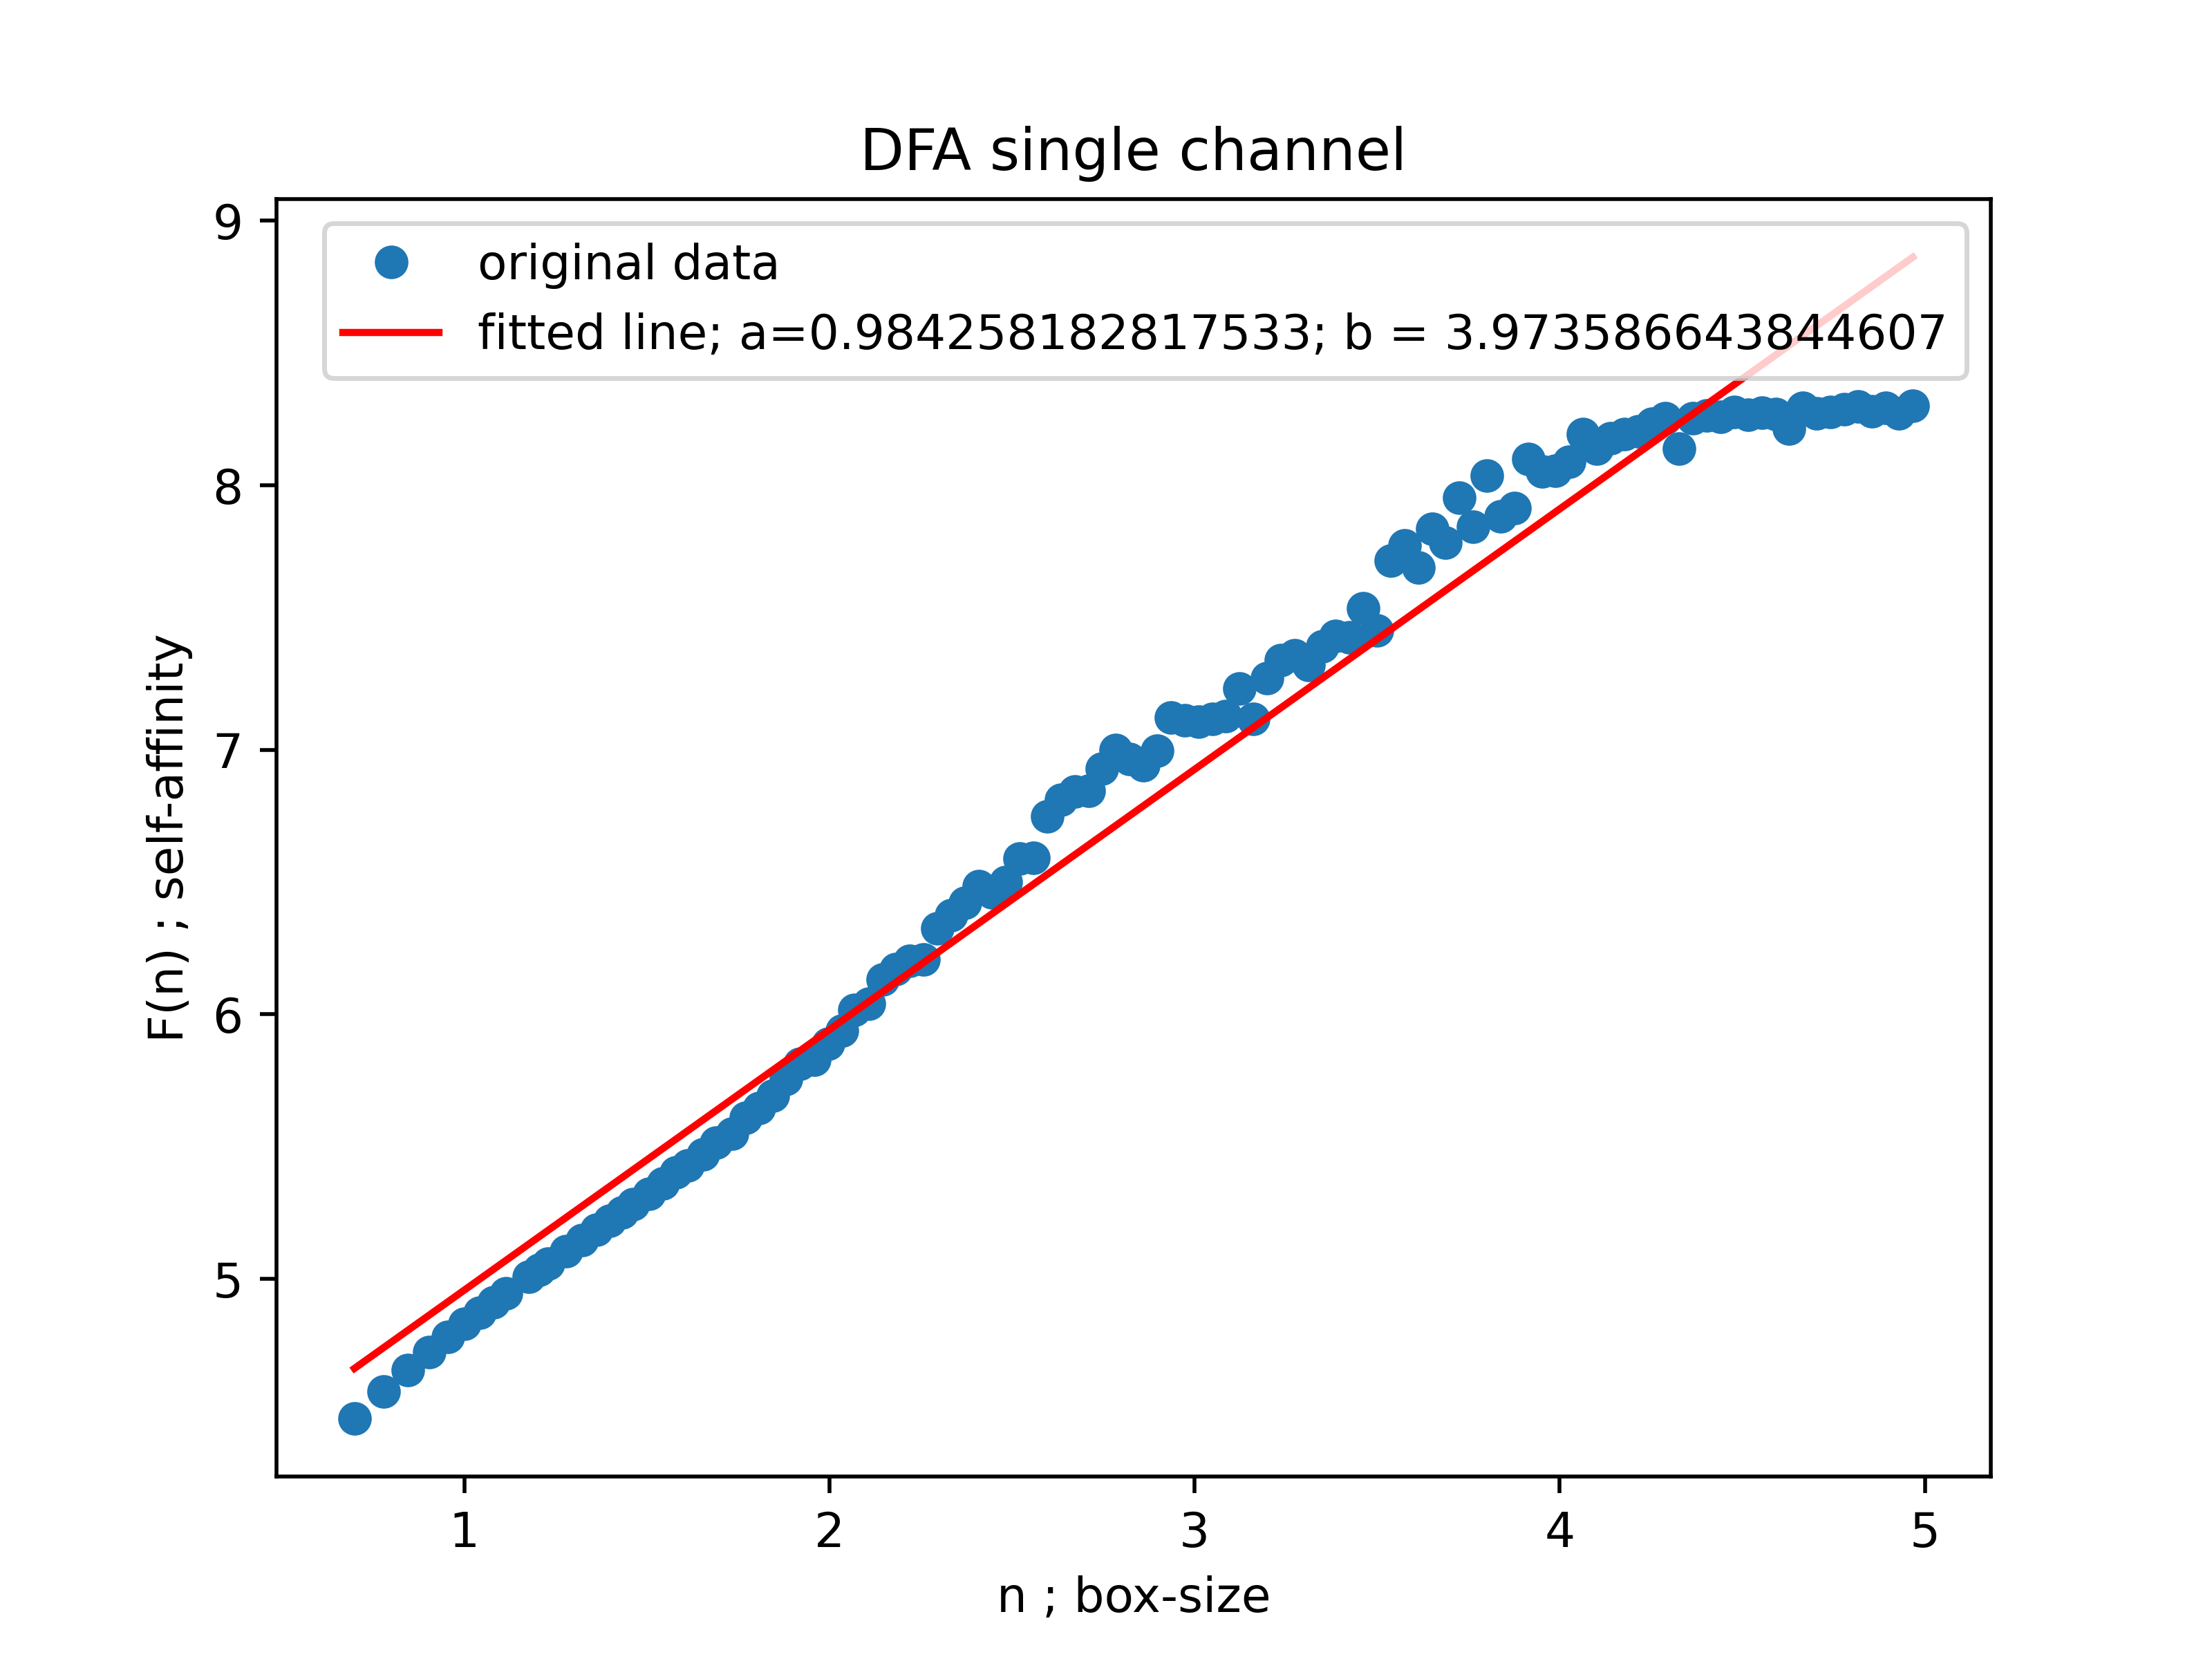 DFA single channel
original data
fitted line; a=0.984258182817533; b = 3.973586643844607
9
8
7
6
5
F(n) ; self-affinity
1 2 3 4 5
n ; box-size